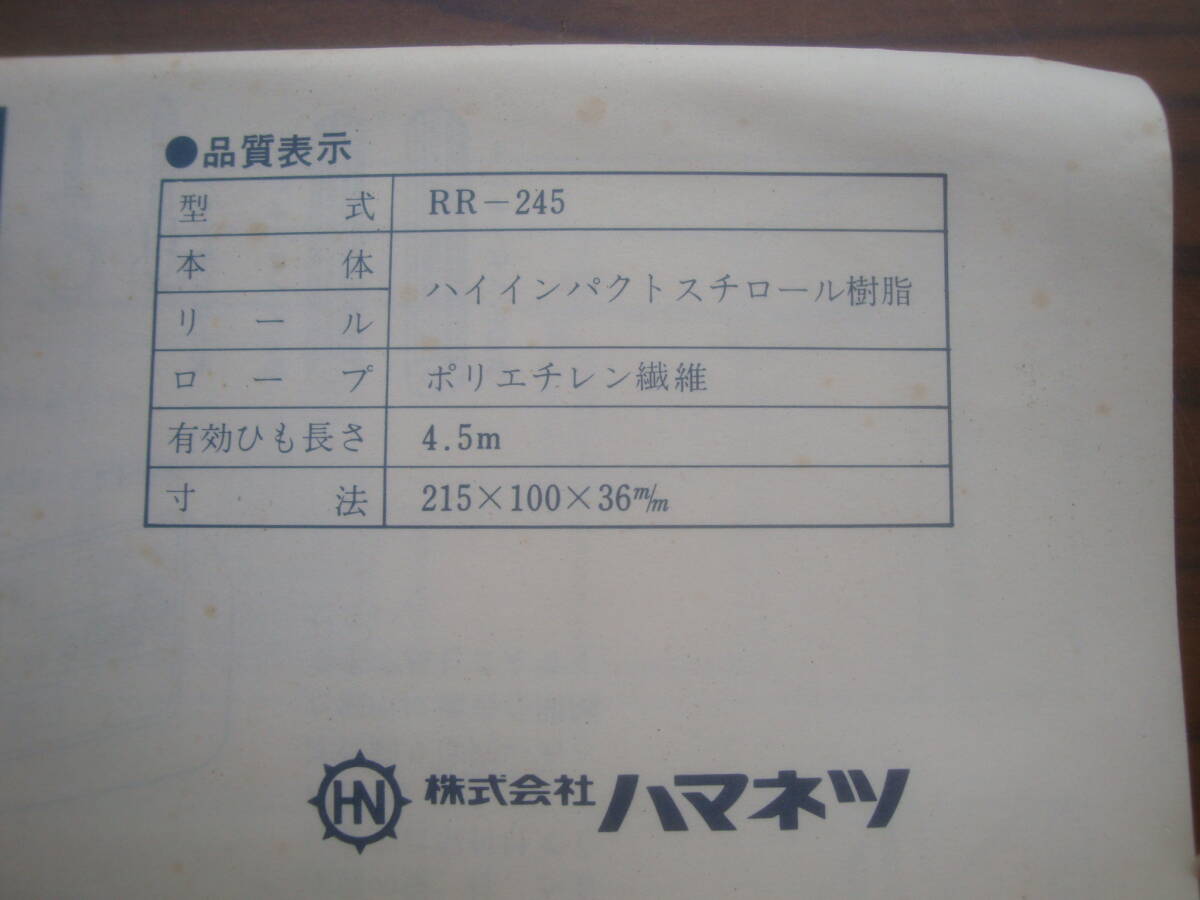 ●品質表示
型式 RR-245
本体 ハイインパクトスチロール樹脂
リール
ロープ ポリエチレン繊維
有効ひも長さ 4.5m
寸法 215×100×36m/m
HN 株式会社ハマネツ